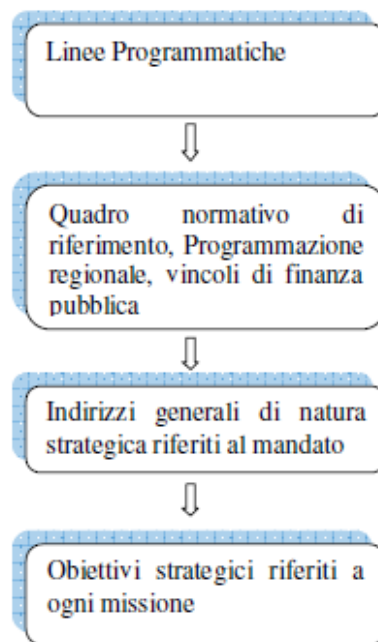 Linee Programmatiche
Quadro normativo di
riferimento, Programmazione
regionale, vincoli di finanza
pubblica
Indirizzi generali di natura
strategica riferiti al mandato
Obiettivi strategici riferiti a
ogni missione